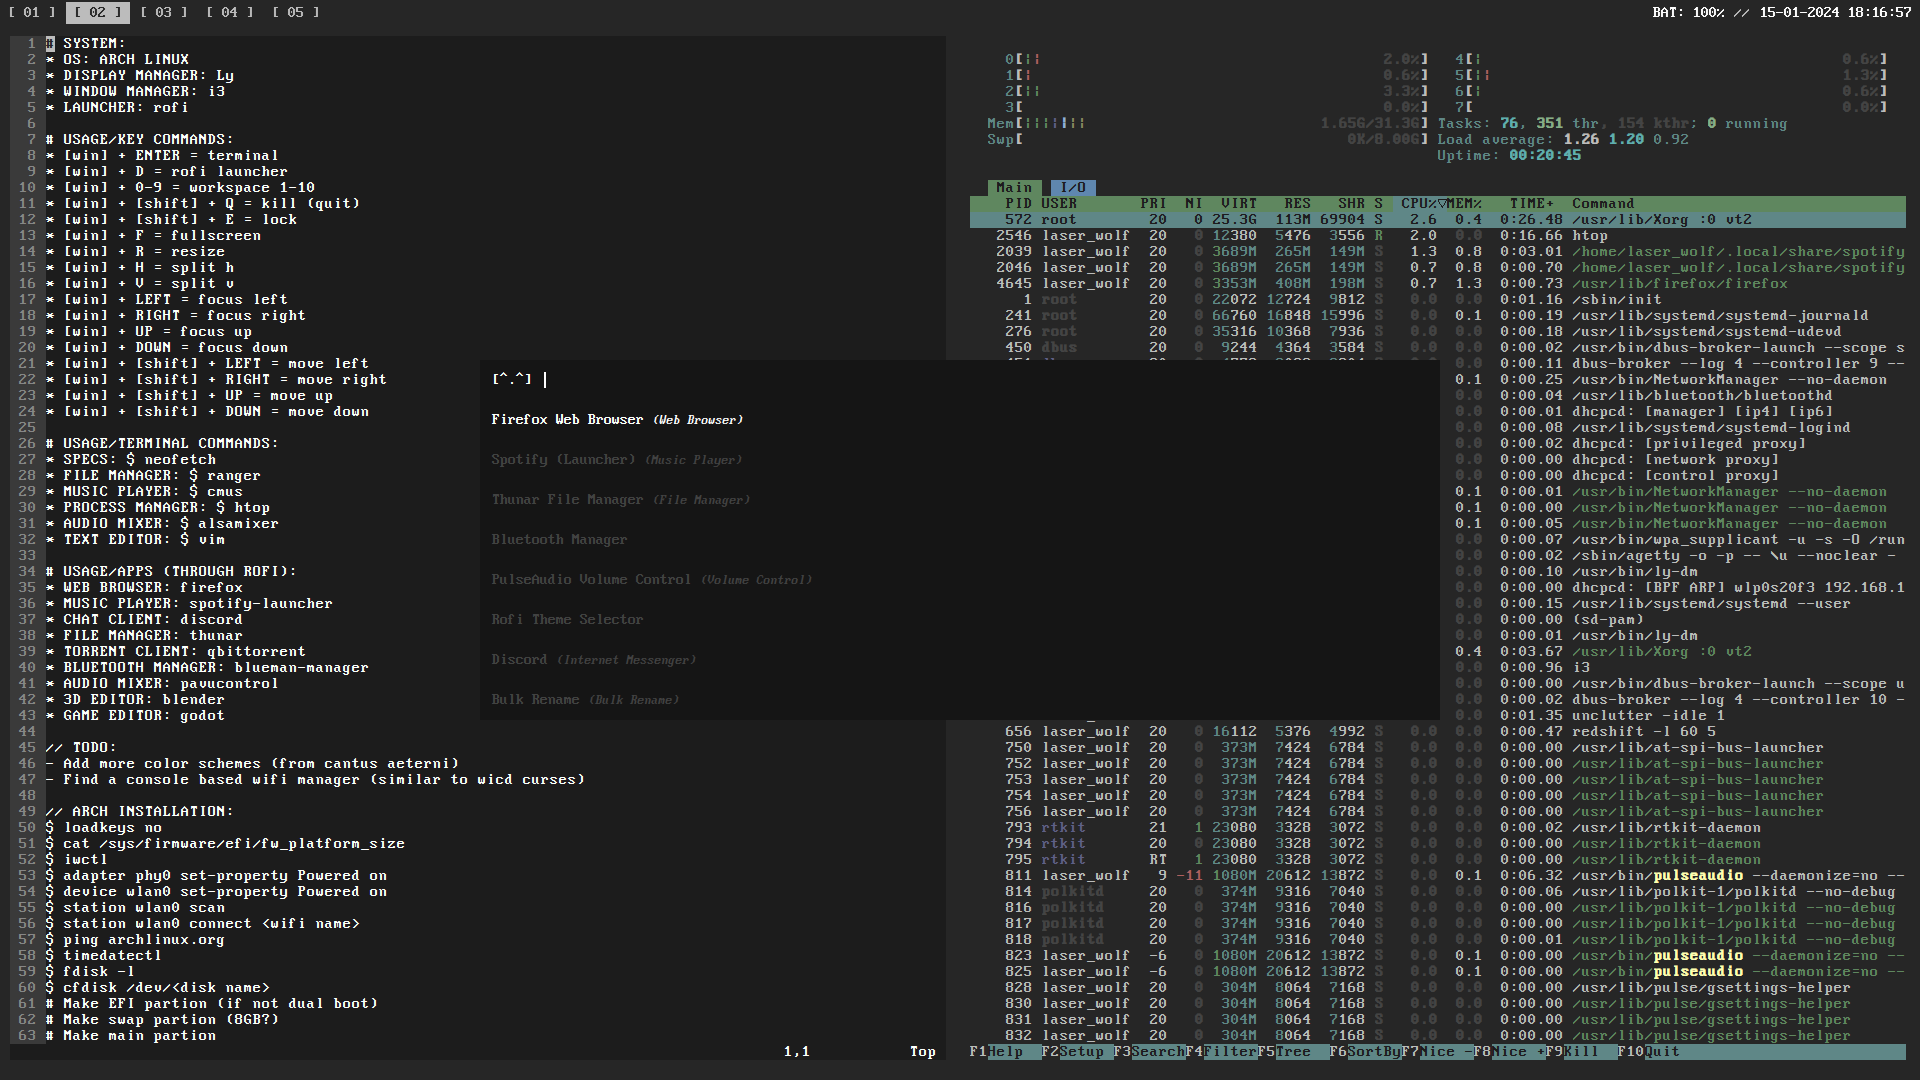 [ 01 ] [ 02 ] [ 03 ] [ 04 ] [ 05 ]
BAT: 100% // 15-01-2024 18:16:57
1 # SYSTEM:
2 * OS: ARCH LINUX
3 * DISPLAY MANAGER: Ly
4 * WINDOW MANAGER: i3
5 * LAUNCHER: rofi
6
7 # USAGE/KEY COMMANDS:
8 * [win] + ENTER = terminal
9 * [win] + D = rofi launcher
10 * [win] + 0-9 = workspace 1-10
11 * [win] + [shift] + Q = kill (quit)
12 * [win] + [shift] + E = lock
13 * [win] + F = fullscreen
14 * [win] + R = resize
15 * [win] + H = split h
16 * [win] + V = split v
17 * [win] + LEFT = focus left
18 * [win] + RIGHT = focus right
19 * [win] + UP = focus up
20 * [win] + DOWN = focus down
21 * [win] + [shift] + LEFT = move left
22 * [win] + [shift] + RIGHT = move right
23 * [win] + [shift] + UP = move up
24 * [win] + [shift] + DOWN = move down
25
26 # USAGE/TERMINAL COMMANDS:
27 * SPECS: $ neofetch
28 * FILE MANAGER: $ ranger
29 * MUSIC PLAYER: $ cmus
30 * PROCESS MANAGER: $ htop
31 * AUDIO MIXER: $ alsamixer
32 * TEXT EDITOR: $ vim
33
34 # USAGE/APPS (THROUGH ROFI):
35 * WEB BROWSER: firefox
36 * MUSIC PLAYER: spotify-launcher
37 * CHAT CLIENT: discord
38 * FILE MANAGER: thunar
39 * TORRENT CLIENT: qbittorrent
40 * BLUETOOTH MANAGER: blueman-manager
41 * AUDIO MIXER: pavucontrol
42 * 3D EDITOR: blender
43 * GAME EDITOR: godot
44
45 // TODO:
46 - Add more color schemes (from cantus aeterni)
47 - Find a console based wifi manager (similar to wicd curses)
48
49 // ARCH INSTALLATION:
50 $ loadkeys no
51 $ cat /sys/firmware/efi/fw_platform_size
52 $ iwctl
53 $ adapter phy0 set-property Powered on
54 $ device wlan0 set-property Powered on
55 $ station wlan0 scan
56 $ station wlan0 connect <wifi name>
57 $ ping archlinux.org
58 $ timedatectl
59 $ fdisk -l
60 $ cfdisk /dev/<disk name>
61 # Make EFI partion (if not dual boot)
62 # Make swap partion (8GB?)
63 # Make main partion
1,1 Top
[^.^]
Firefox Web Browser (Web Browser)
Spotify (Launcher) (Music Player)
Thunar File Manager (File Manager)
Bluetooth Manager
PulseAudio Volume Control (Volume Control)
Rofi Theme Selector
Discord (Internet Messenger)
Bulk Rename (Bulk Rename)
0[|| 2.0%] 4[| 0.6%]
1[| 0.6%] 5[|| 1.3%]
2[|| 3.3%] 6[| 0.6%]
3[ 0.0%] 7[ 0.0%]
Mem[||||||| 1.65G/31.3G] Tasks: 76, 351 thr, 154 kthr; 0 running
Swp[ 0K/8.00G] Load average: 1.26 1.20 0.92
Uptime: 00:20:45
Main I/O
PID USER PRI NI VIRT RES SHR S CPU%▽MEM% TIME+ Command
572 root 20 0 25.3G 113M 69904 S 2.6 0.4 0:26.48 /usr/lib/Xorg :0 vt2
2546 laser_wolf 20 0 12380 5476 3556 R 2.0 0.0 0:16.66 htop
2039 laser_wolf 20 0 3689M 265M 149M S 1.3 0.8 0:03.01 /home/laser_wolf/.local/share/spotify
2046 laser_wolf 20 0 3689M 265M 149M S 0.7 0.8 0:00.70 /home/laser_wolf/.local/share/spotify
4645 laser_wolf 20 0 3353M 408M 198M S 0.7 1.3 0:00.73 /usr/lib/firefox/firefox
1 root 20 0 22072 12724 9812 S 0.0 0.0 0:01.16 /sbin/init
241 root 20 0 66760 16848 15996 S 0.0 0.1 0:00.19 /usr/lib/systemd/systemd-journald
276 root 20 0 35316 10368 7936 S 0.0 0.0 0:00.18 /usr/lib/systemd/systemd-udevd
450 dbus 20 0 9244 4364 3584 S 0.0 0.0 0:00.02 /usr/bin/dbus-broker-launch --scope s
0.0 0:00.11 dbus-broker --log 4 --controller 9 --
0.1 0:00.25 /usr/bin/NetworkManager --no-daemon
0.0 0:00.04 /usr/lib/bluetooth/bluetoothd
0.0 0:00.01 dhcpcd: [manager] [ip4] [ip6]
0.0 0:00.08 /usr/lib/systemd/systemd-logind
0.0 0:00.02 dhcpcd: [privileged proxy]
0.0 0:00.00 dhcpcd: [network proxy]
0.0 0:00.00 dhcpcd: [control proxy]
0.1 0:00.01 /usr/bin/NetworkManager --no-daemon
0.1 0:00.00 /usr/bin/NetworkManager --no-daemon
0.1 0:00.05 /usr/bin/NetworkManager --no-daemon
0.0 0:00.07 /usr/bin/wpa_supplicant -u -s -O /run
0.0 0:00.02 /sbin/agetty -o -p -- \u --noclear -
0.0 0:00.10 /usr/bin/ly-dm
0.0 0:00.00 dhcpcd: [BPF ARP] wlp0s20f3 192.168.1
0.0 0:00.15 /usr/lib/systemd/systemd --user
0.0 0:00.00 (sd-pam)
0.0 0:00.01 /usr/bin/ly-dm
0.4 0:03.67 /usr/lib/Xorg :0 vt2
0.0 0:00.96 i3
0.0 0:00.00 /usr/bin/dbus-broker-launch --scope u
0.0 0:00.02 dbus-broker --log 4 --controller 10 -
0.0 0:01.35 unclutter -idle 1
656 laser_wolf 20 0 16112 5376 4992 S 0.0 0.0 0:00.47 redshift -l 60 5
750 laser_wolf 20 0 373M 7424 6784 S 0.0 0.0 0:00.00 /usr/lib/at-spi-bus-launcher
752 laser_wolf 20 0 373M 7424 6784 S 0.0 0.0 0:00.00 /usr/lib/at-spi-bus-launcher
753 laser_wolf 20 0 373M 7424 6784 S 0.0 0.0 0:00.00 /usr/lib/at-spi-bus-launcher
754 laser_wolf 20 0 373M 7424 6784 S 0.0 0.0 0:00.00 /usr/lib/at-spi-bus-launcher
756 laser_wolf 20 0 373M 7424 6784 S 0.0 0.0 0:00.00 /usr/lib/at-spi-bus-launcher
793 rtkit 21 1 23080 3328 3072 S 0.0 0.0 0:00.02 /usr/lib/rtkit-daemon
794 rtkit 20 0 23080 3328 3072 S 0.0 0.0 0:00.00 /usr/lib/rtkit-daemon
795 rtkit RT 1 23080 3328 3072 S 0.0 0.0 0:00.00 /usr/lib/rtkit-daemon
811 laser_wolf 9 -11 1080M 20612 13872 S 0.0 0.1 0:06.32 /usr/bin/pulseaudio --daemonize=no --
814 polkitd 20 0 374M 9316 7040 S 0.0 0.0 0:00.06 /usr/lib/polkit-1/polkitd --no-debug
816 polkitd 20 0 374M 9316 7040 S 0.0 0.0 0:00.00 /usr/lib/polkit-1/polkitd --no-debug
817 polkitd 20 0 374M 9316 7040 S 0.0 0.0 0:00.00 /usr/lib/polkit-1/polkitd --no-debug
818 polkitd 20 0 374M 9316 7040 S 0.0 0.0 0:00.01 /usr/lib/polkit-1/polkitd --no-debug
823 laser_wolf -6 0 1080M 20612 13872 S 0.0 0.1 0:00.00 /usr/bin/pulseaudio --daemonize=no --
825 laser_wolf -6 0 1080M 20612 13872 S 0.0 0.1 0:00.00 /usr/bin/pulseaudio --daemonize=no --
828 laser_wolf 20 0 304M 8064 7168 S 0.0 0.0 0:00.00 /usr/lib/pulse/gsettings-helper
830 laser_wolf 20 0 304M 8064 7168 S 0.0 0.0 0:00.00 /usr/lib/pulse/gsettings-helper
831 laser_wolf 20 0 304M 8064 7168 S 0.0 0.0 0:00.00 /usr/lib/pulse/gsettings-helper
832 laser_wolf 20 0 304M 8064 7168 S 0.0 0.0 0:00.00 /usr/lib/pulse/gsettings-helper
F1Help F2Setup F3SearchF4FilterF5Tree F6SortByF7Nice -F8Nice +F9Kill F10Quit